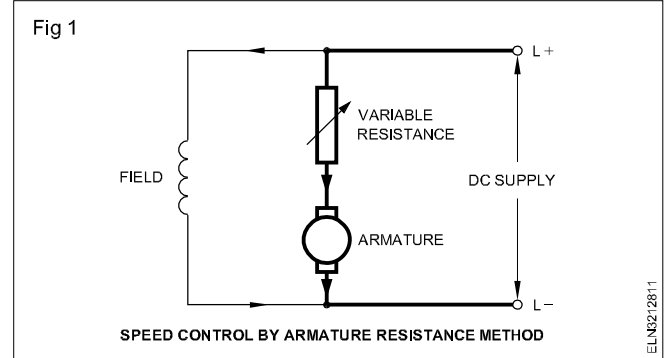 Fig 1
L +
VARIABLE
RESISTANCE
FIELD
DC SUPPLY
ARMATURE
L −
SPEED CONTROL BY ARMATURE RESISTANCE METHOD
ELN3212811